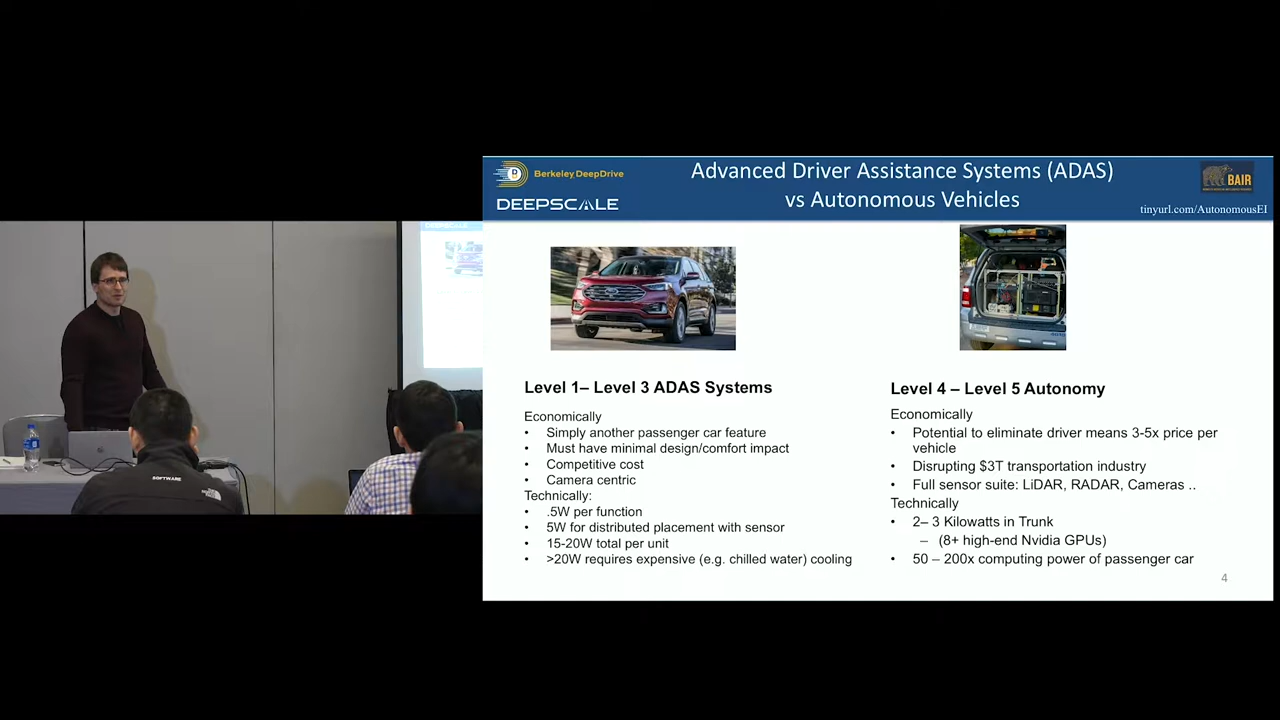 Berkeley DeepDrive
DEEPSCALE
Advanced Driver Assistance Systems (ADAS)
vs Autonomous Vehicles
BAIR
tinyurl.com/AutonomousEI
Level 1– Level 3 ADAS Systems
Economically
• Simply another passenger car feature
• Must have minimal design/comfort impact
• Competitive cost
• Camera centric
Technically:
• .5W per function
• 5W for distributed placement with sensor
• 15-20W total per unit
• >20W requires expensive (e.g. chilled water) cooling
Level 4 – Level 5 Autonomy
Economically
• Potential to eliminate driver means 3-5x price per
vehicle
• Disrupting $3T transportation industry
• Full sensor suite: LiDAR, RADAR, Cameras ..
Technically
• 2– 3 Kilowatts in Trunk
– (8+ high-end Nvidia GPUs)
• 50 – 200x computing power of passenger car
4
DEEPSCALE
SOFTWARE